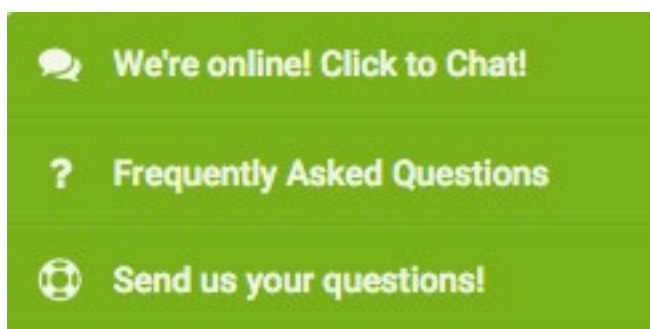 We're online! Click to Chat!
Frequently Asked Questions
Send us your questions!